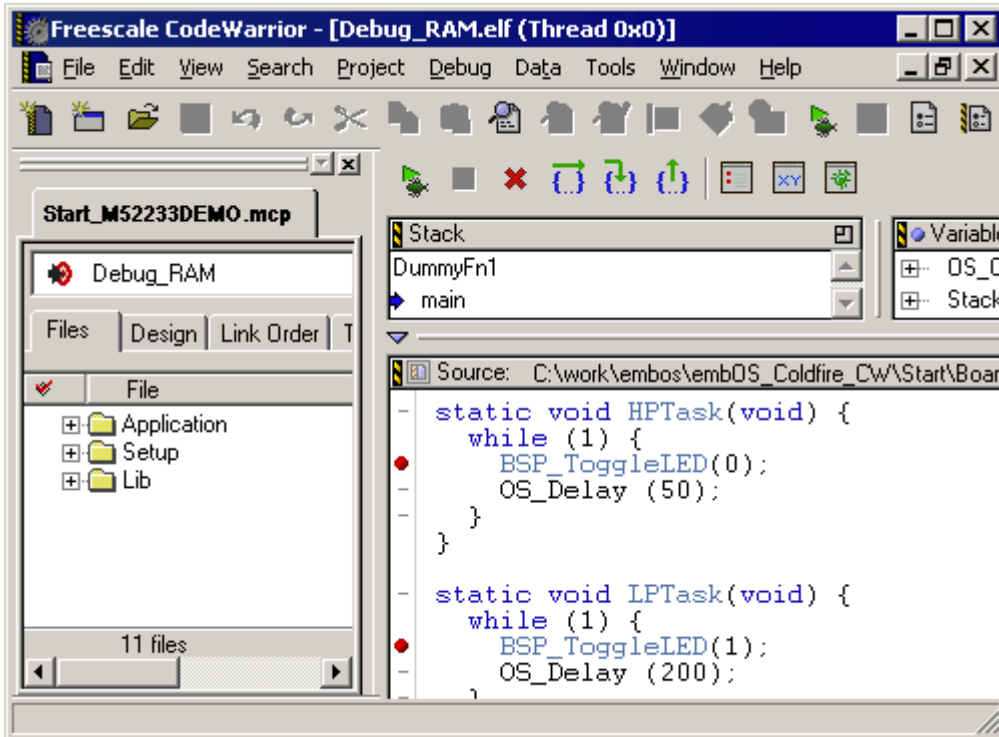 Freescale CodeWarrior - [Debug_RAM.elf (Thread 0x0)]
File Edit View Search Project Debug Data Tools Window Help
Start_M52233DEMO.mcp
Debug_RAM
Files Design Link Order T
File
Application
Setup
Lib
11 files
Stack
DummyFn1
main
Variable
OS_
Stack
Source: C:\work\embos\embOS_Coldfire_CW\Start\Boar
static void HPTask(void) {
while (1) {
BSP_ToggleLED(0);
OS_Delay (50);
}
}
static void LPTask(void) {
while (1) {
BSP_ToggleLED(1);
OS_Delay (200);